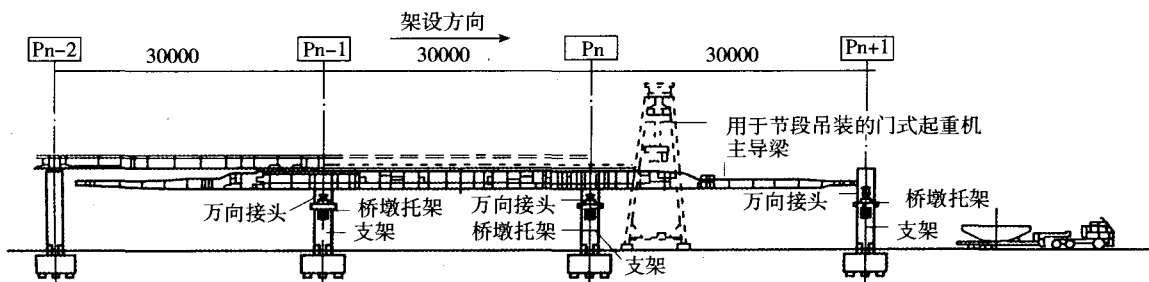 架设方向
Pn-2
Pn-1
Pn
Pn+1
30000
30000
30000
用于节段吊装的门式起重机
主导梁
万向接头
桥墩托架
支架
万向接头
桥墩托架
支架
万向接头
桥墩托架
支架